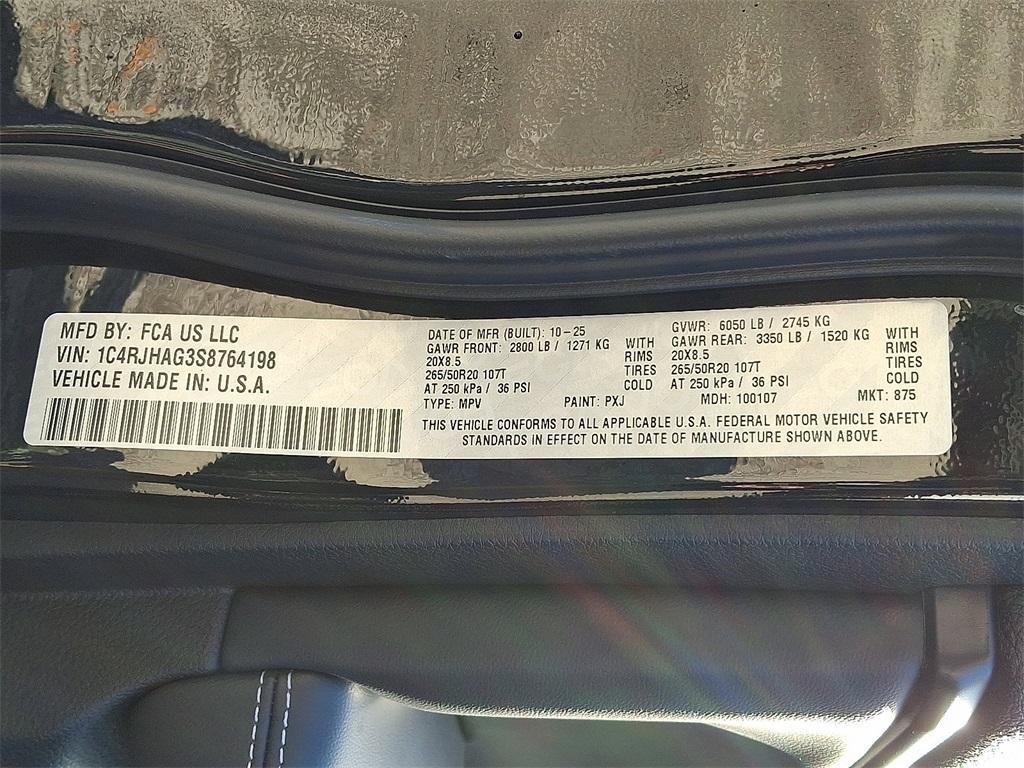 MFD BY: FCA US LLC
VIN: 1C4RJHAG3S8764198
VEHICLE MADE IN: U.S.A.
DATE OF MFR (BUILT): 10-25
GAWR FRONT: 2800 LB / 1271 KG WITH
20X8.5 RIMS
265/50R20 107T TIRES
AT 250 kPa / 36 PSI COLD
GVWR: 6050 LB / 2745 KG
GAWR REAR: 3350 LB / 1520 KG WITH
20X8.5 RIMS
265/50R20 107T TIRES
AT 250 kPa / 36 PSI COLD
TYPE: MPV PAINT: PXJ MDH: 100107 MKT: 875
THIS VEHICLE CONFORMS TO ALL APPLICABLE U.S.A. FEDERAL MOTOR VEHICLE SAFETY
STANDARDS IN EFFECT ON THE DATE OF MANUFACTURE SHOWN ABOVE.